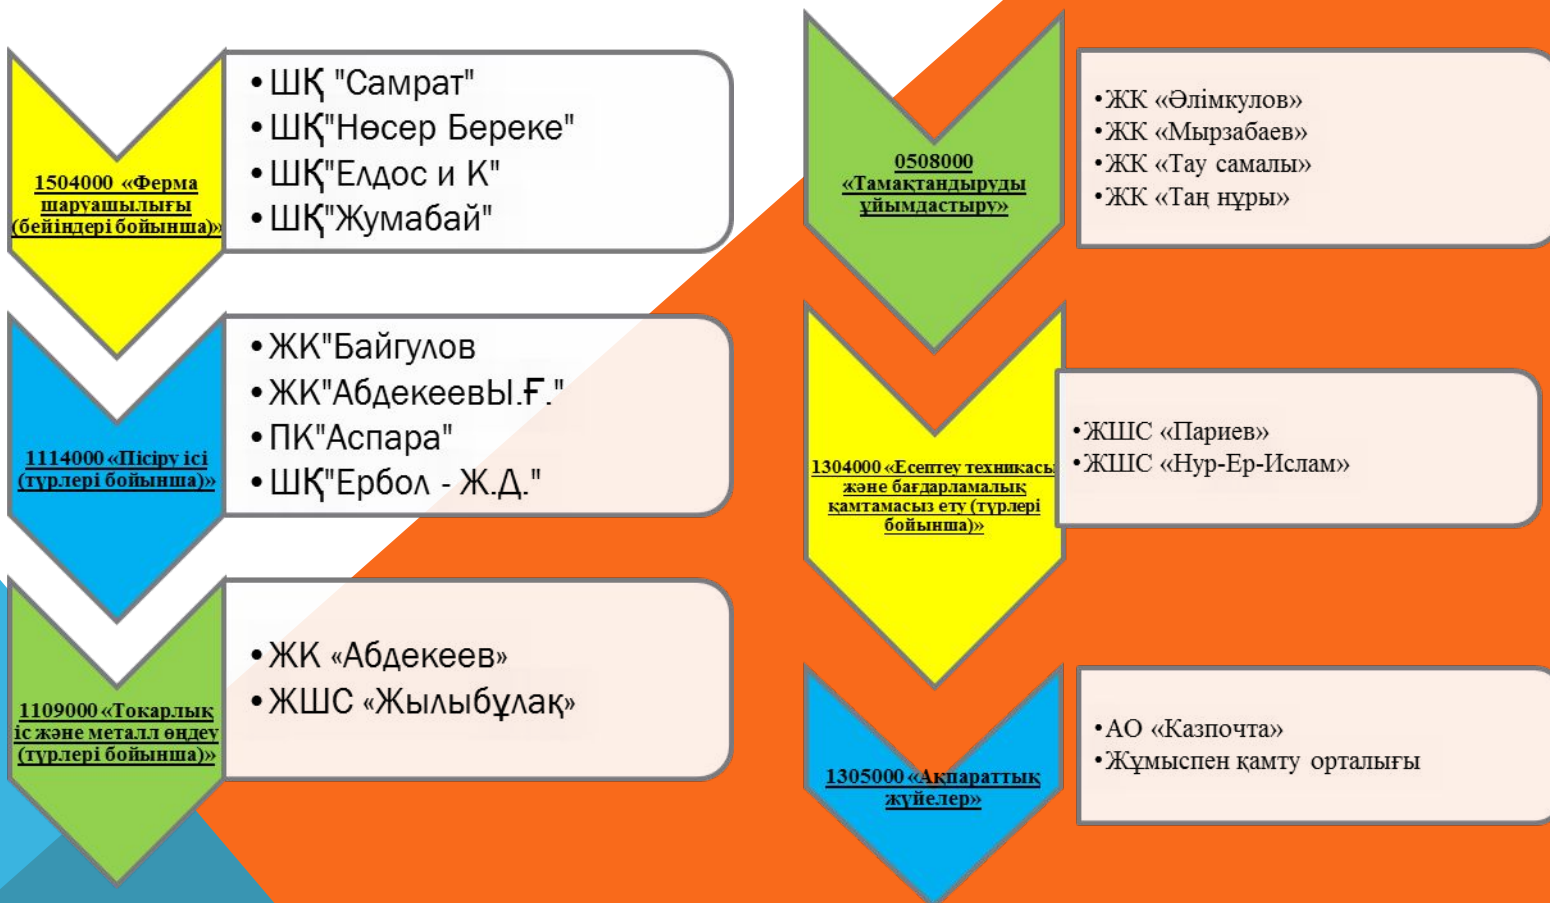 1504000 «Ферма
шаруашылығы
(бейіндері бойынша)»
•ШҚ "Самрат"
•ШҚ"Нөсер Береке"
•ШҚ"Елдос и К"
•ШҚ"Жумабай"
1114000 «Пісіру ісі
(түрлері бойынша)»
•ЖК"Байгулов
•ЖК"АбдекеевЫ.Ғ."
•ПК"Аспара"
•ШҚ"Ербол - Ж.Д."
1109000 «Токарлық
іс және металл өңдеу
(түрлері бойынша)»
•ЖК «Абдекеев»
•ЖШС «Жылыбұлақ»
0508000
«Тамақтандыруды
ұйымдастыру»
•ЖК «Әлімкулов»
•ЖК «Мырзабаев»
•ЖК «Тау самалы»
•ЖК «Таң нұры»
1304000 «Есептеу техникасы
және бағдарламалық
қамтамасыз ету (түрлері
бойынша)»
•ЖШС «Париев»
•ЖШС «Нур-Ер-Ислам»
1305000 «Ақпараттық
жүйелер»
•АО «Казпочта»
•Жұмыспен қамту орталығы